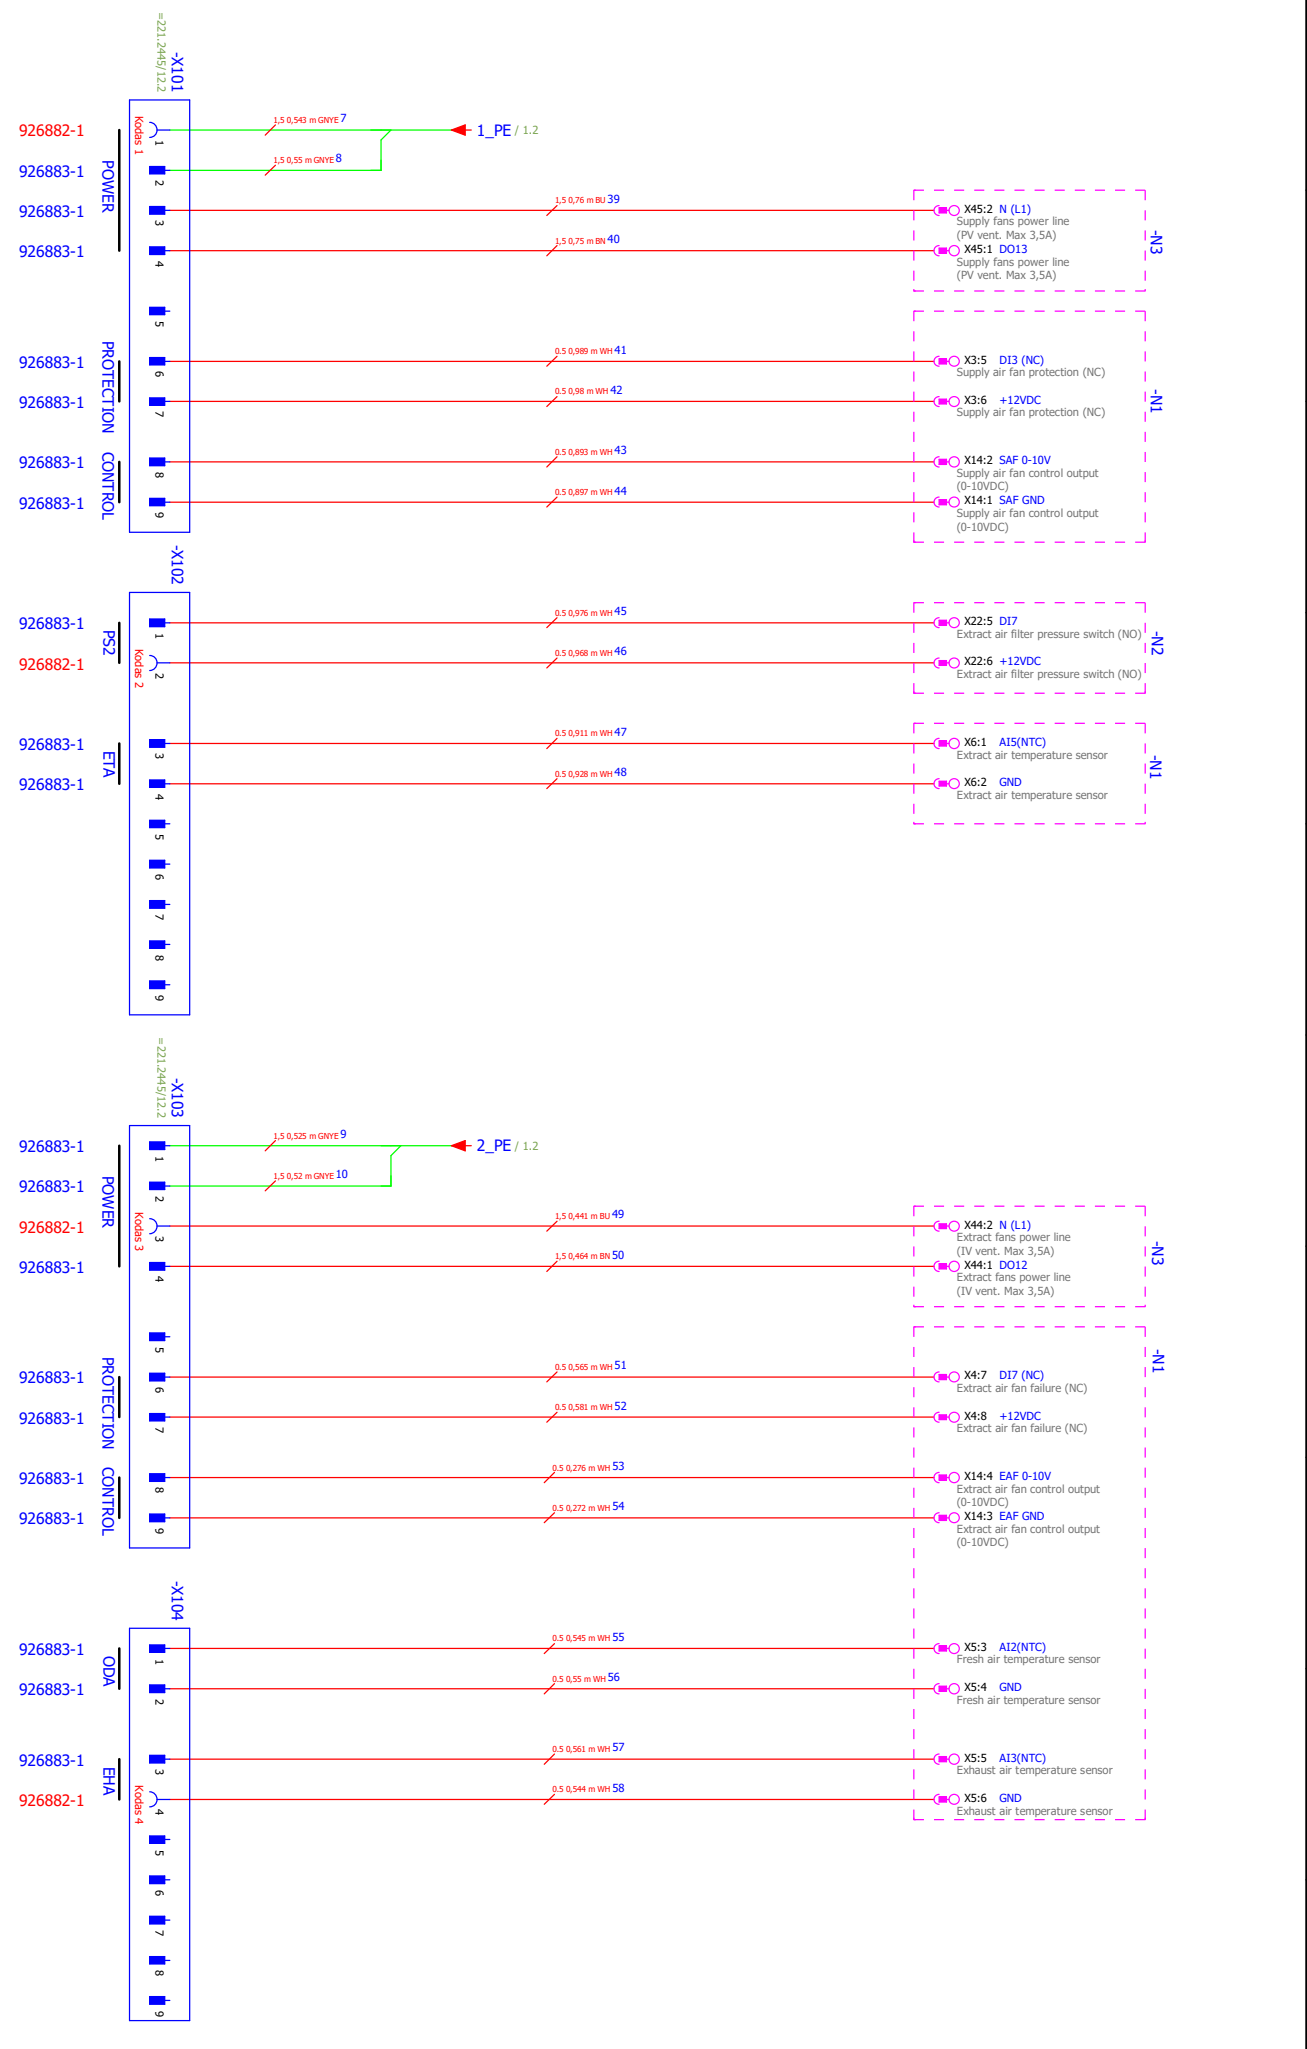 =221.2445/12.2
-X101
926882-1
Kodas 1
1
1,5 0,543 m GNYE 7
1_PE / 1.2
926883-1
POWER
2
1,5 0,55 m GNYE 8
926883-1
3
1,5 0,76 m BU 39
X45:2 N (L1)
Supply fans power line
(PV vent. Max 3,5A)
-N3
926883-1
4
1,5 0,75 m BN 40
X45:1 DO13
Supply fans power line
(PV vent. Max 3,5A)
5
926883-1
PROTECTION
6
0.5 0,989 m WH 41
X3:5 DI3 (NC)
Supply air fan protection (NC)
-N1
926883-1
7
0.5 0,98 m WH 42
X3:6 +12VDC
Supply air fan protection (NC)
926883-1
CONTROL
8
0.5 0,893 m WH 43
X14:2 SAF 0-10V
Supply air fan control output
(0-10VDC)
926883-1
9
0.5 0,897 m WH 44
X14:1 SAF GND
Supply air fan control output
(0-10VDC)
-X102
926883-1
PS2
1
0.5 0,976 m WH 45
X22:5 DI7
Extract air filter pressure switch (NO)
-N2
926882-1
Kodas 2
2
0.5 0,968 m WH 46
X22:6 +12VDC
Extract air filter pressure switch (NO)
926883-1
ETA
3
0.5 0,911 m WH 47
X6:1 AI5(NTC)
Extract air temperature sensor
-N1
926883-1
4
0.5 0,928 m WH 48
X6:2 GND
Extract air temperature sensor
5
6
7
8
9
=221.2445/12.2
-X103
926883-1
1
1,5 0,525 m GNYE 9
2_PE / 1.2
926883-1
POWER
2
1,5 0,52 m GNYE 10
926882-1
Kodas 3
3
1,5 0,441 m BU 49
X44:2 N (L1)
Extract fans power line
(IV vent. Max 3,5A)
-N3
926883-1
4
1,5 0,464 m BN 50
X44:1 DO12
Extract fans power line
(IV vent. Max 3,5A)
5
926883-1
PROTECTION
6
0.5 0,565 m WH 51
X4:7 DI7 (NC)
Extract air fan failure (NC)
-N1
926883-1
7
0.5 0,581 m WH 52
X4:8 +12VDC
Extract air fan failure (NC)
926883-1
CONTROL
8
0.5 0,276 m WH 53
X14:4 EAF 0-10V
Extract air fan control output
(0-10VDC)
926883-1
9
0.5 0,272 m WH 54
X14:3 EAF GND
Extract air fan control output
(0-10VDC)
-X104
926883-1
ODA
1
0.5 0,545 m WH 55
X5:3 AI2(NTC)
Fresh air temperature sensor
926883-1
2
0.5 0,55 m WH 56
X5:4 GND
Fresh air temperature sensor
926883-1
EHA
3
0.5 0,561 m WH 57
X5:5 AI3(NTC)
Exhaust air temperature sensor
926882-1
Kodas 4
4
0.5 0,544 m WH 58
X5:6 GND
Exhaust air temperature sensor
5
6
7
8
9